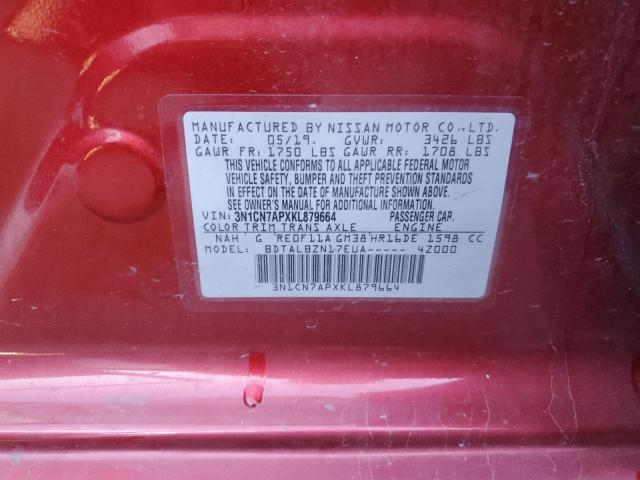 MANUFACTURED BY NISSAN MOTOR CO.,LTD.
DATE: 05/19. GVWR: 3426 LBS
GAWR FR: 1750 LBS GAWR RR: 1708 LBS
THIS VEHICLE CONFORMS TO ALL APPLICABLE FEDERAL MOTOR
VEHICLE SAFETY, BUMPER AND THEFT PREVENTION STANDARDS
IN EFFECT ON THE DATE OF MANUFACTURE SHOWN ABOVE.
SEE OWNER'S MANUAL FOR ADDITIONAL INFORMATION.
VIN: 3N1CN7APXKL879664 PASSENGER CAR.
COLOR TRIM TRANS AXLE ENGINE
NAH G RE0F11A GM38 HR16DE 1598 CC
MODEL: BDTALBZN17EUA----- 4Z000
3N1CN7APXKL879664